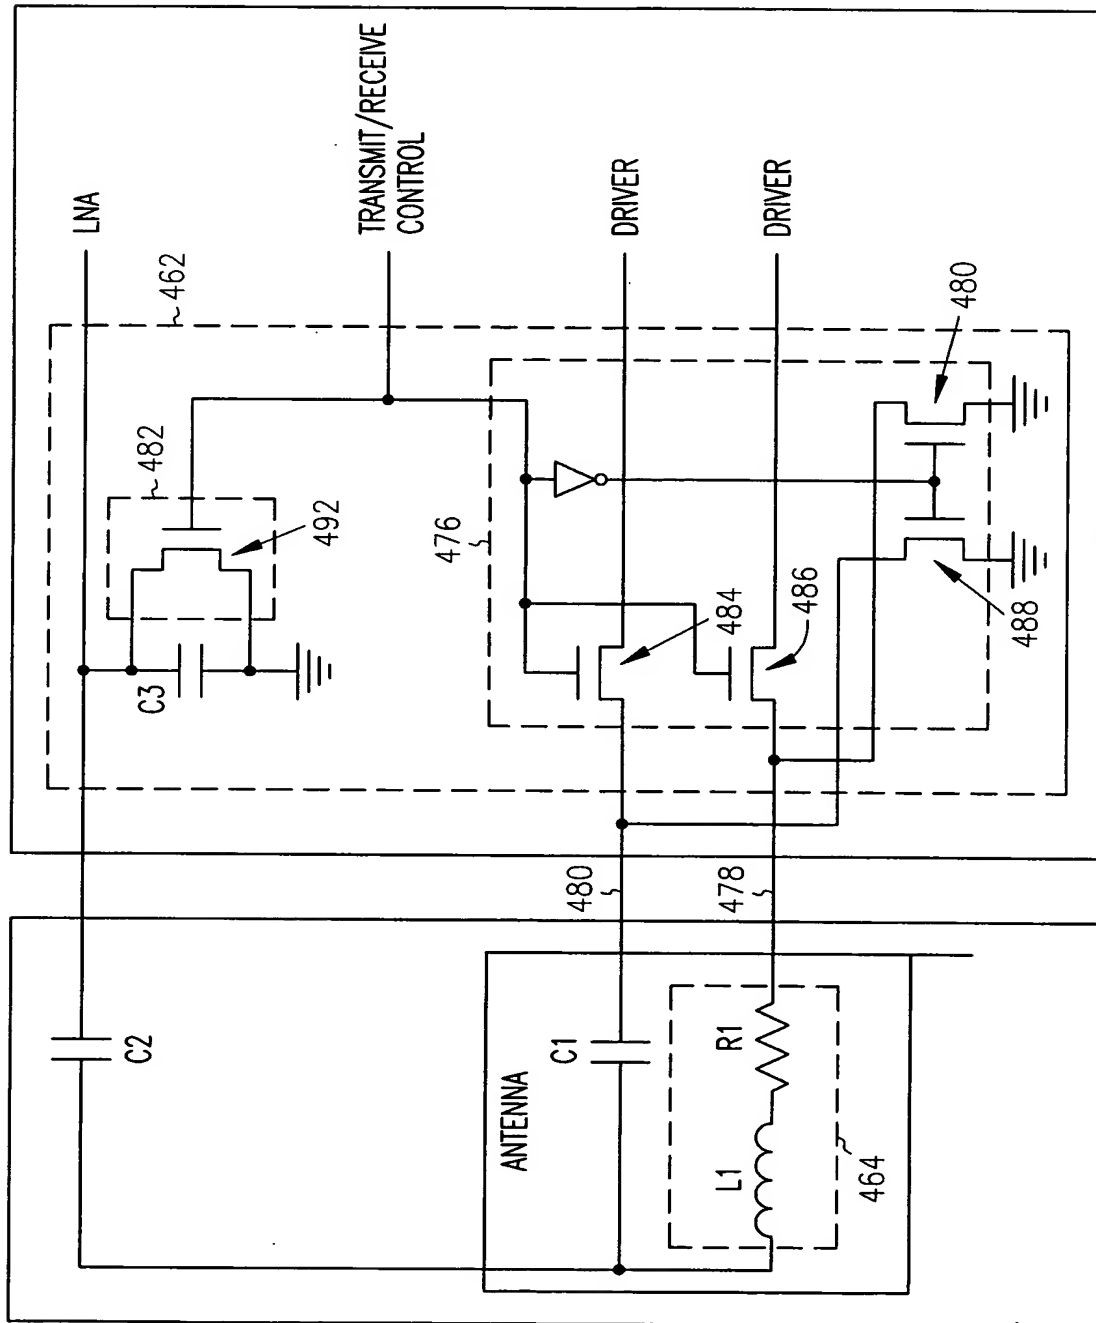 LNA
TRANSMIT/RECEIVE
CONTROL
DRIVER
DRIVER
462
482
492
C3
476
484
486
480
488
480
478
C2
ANTENNA
C1
R1
L1
464